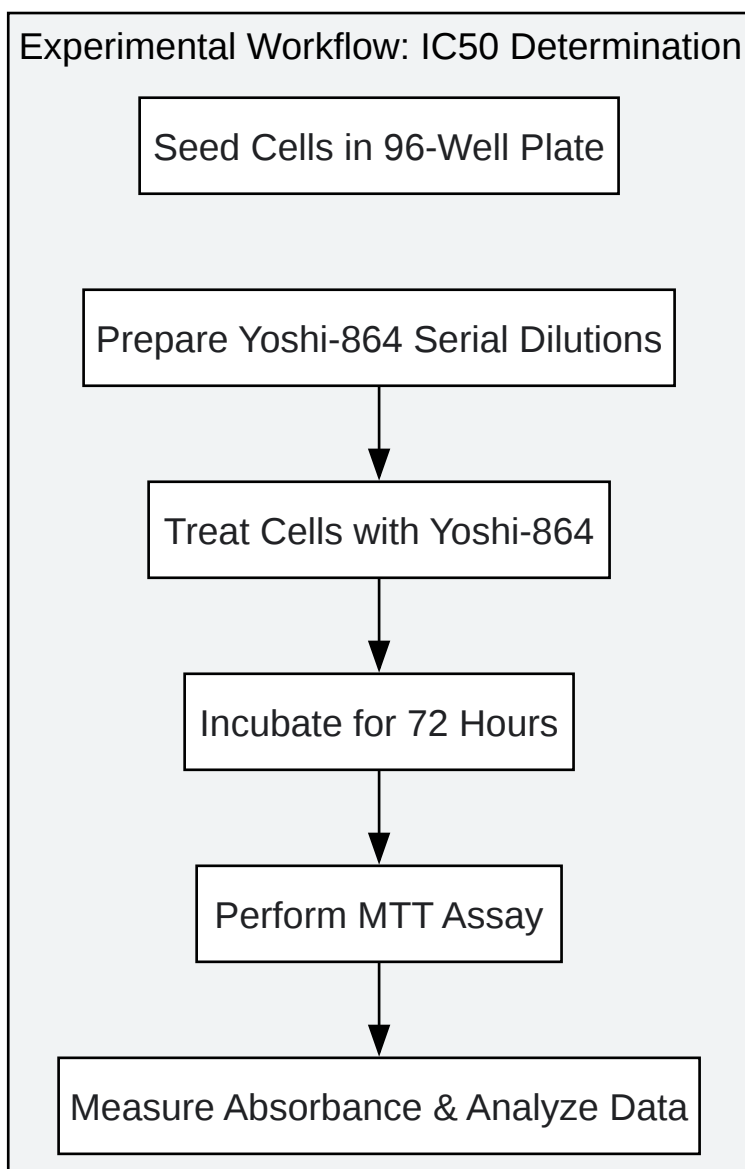 Experimental Workflow: IC50 Determination
Seed Cells in 96-Well Plate
Prepare Yoshi-864 Serial Dilutions
Treat Cells with Yoshi-864
Incubate for 72 Hours
Perform MTT Assay
Measure Absorbance & Analyze Data